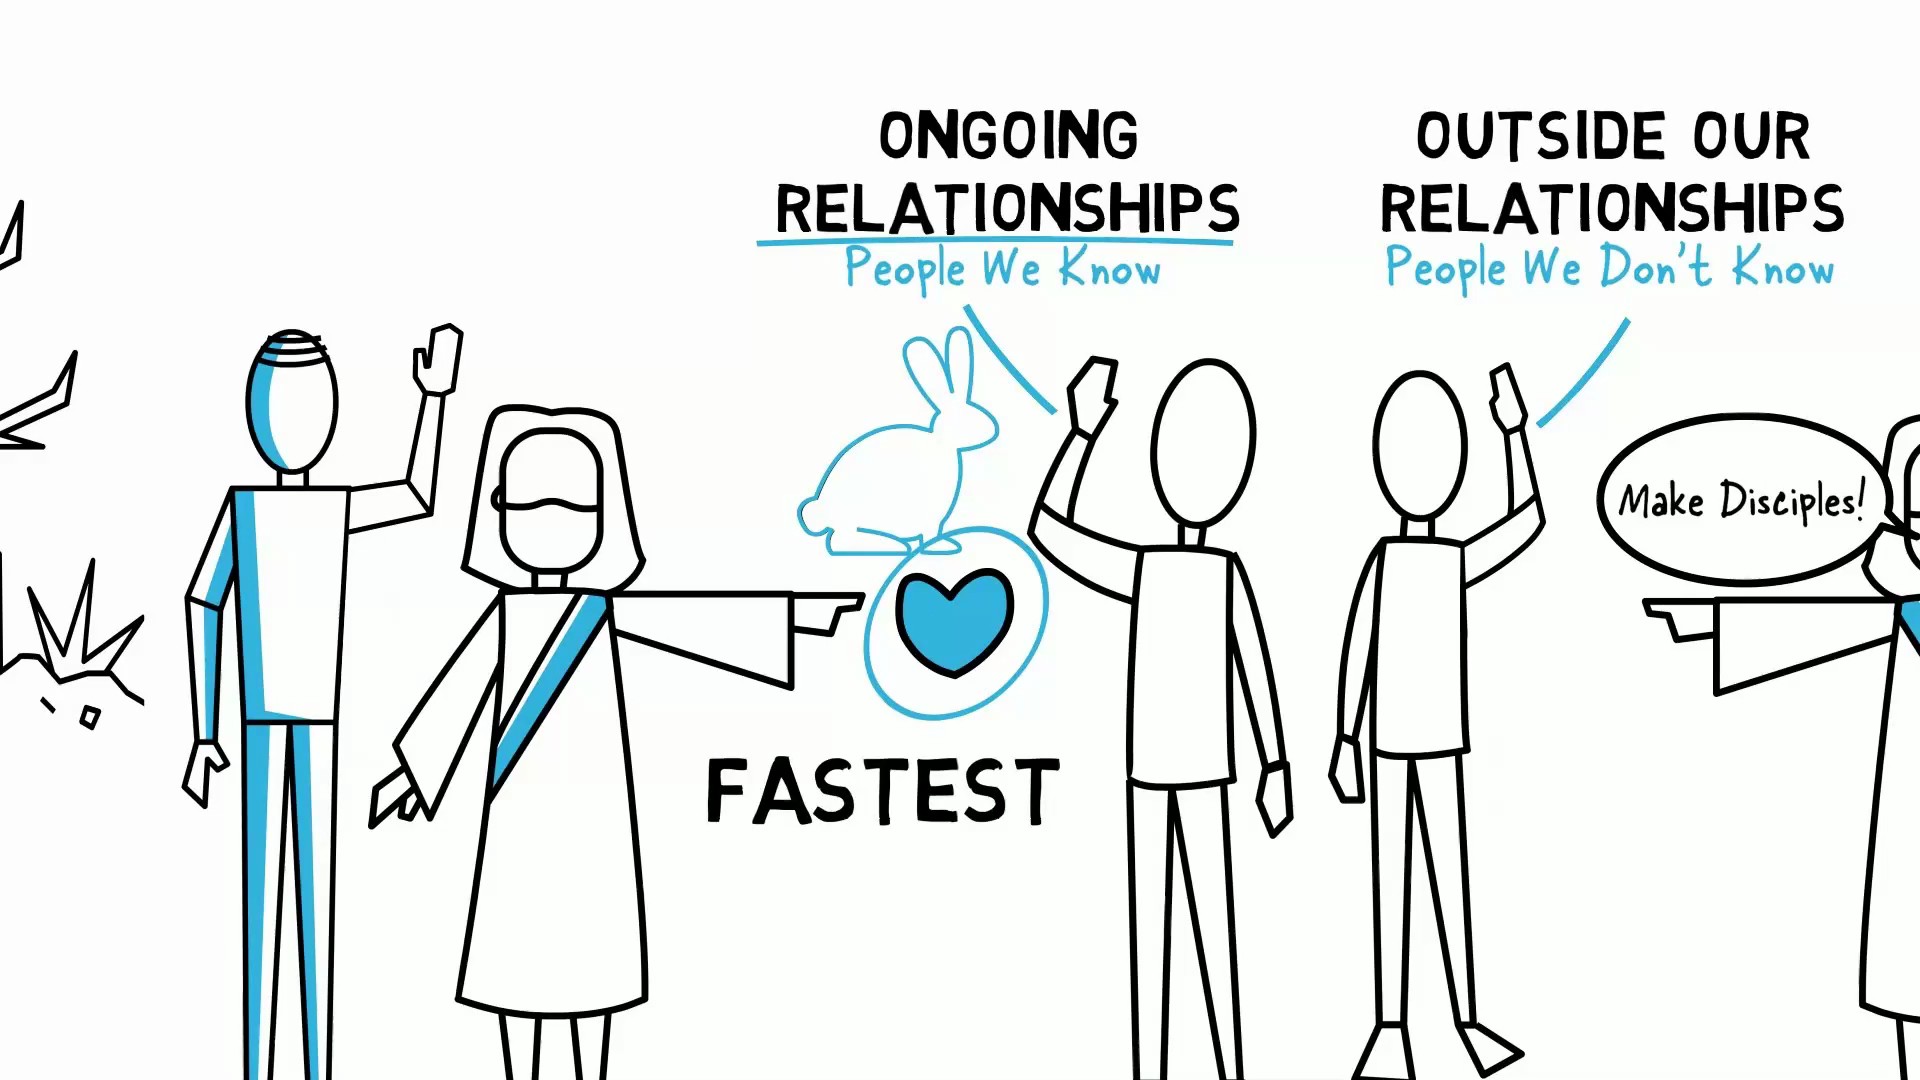 ONGOING
RELATIONSHIPS
People We Know
OUTSIDE OUR
RELATIONSHIPS
People We Don't Know
Make Disciples!
FASTEST